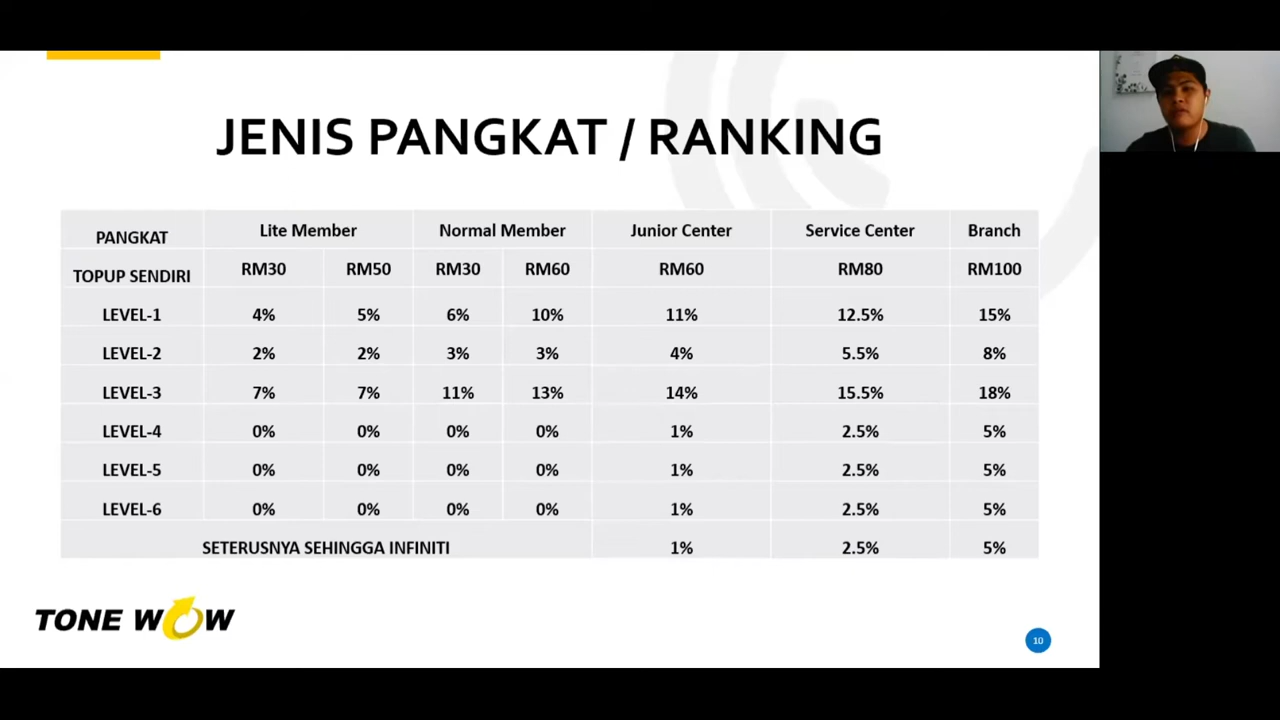 JENIS PANGKAT / RANKING
PANGKAT Lite Member Normal Member Junior Center Service Center Branch
TOPUP SENDIRI RM30 RM50 RM30 RM60 RM60 RM80 RM100
LEVEL-1 4% 5% 6% 10% 11% 12.5% 15%
LEVEL-2 2% 2% 3% 3% 4% 5.5% 8%
LEVEL-3 7% 7% 11% 13% 14% 15.5% 18%
LEVEL-4 0% 0% 0% 0% 1% 2.5% 5%
LEVEL-5 0% 0% 0% 0% 1% 2.5% 5%
LEVEL-6 0% 0% 0% 0% 1% 2.5% 5%
SETERUSNYA SEHINGGA INFINITI 1% 2.5% 5%
TONE WOW
10